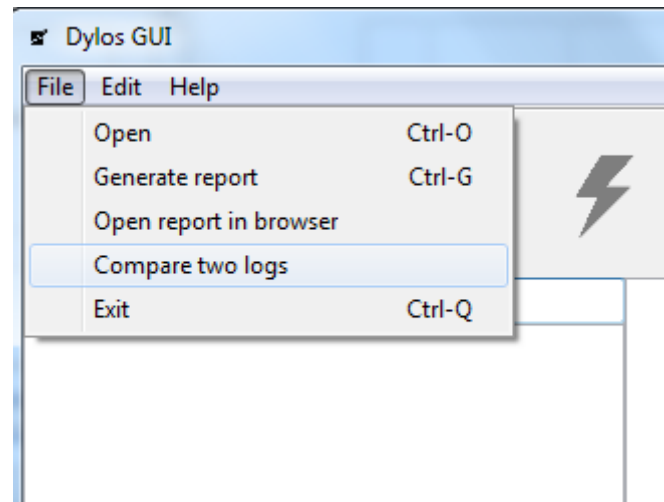 Dylos GUI
File Edit Help
Open Ctrl-O
Generate report Ctrl-G
Open report in browser
Compare two logs
Exit Ctrl-Q